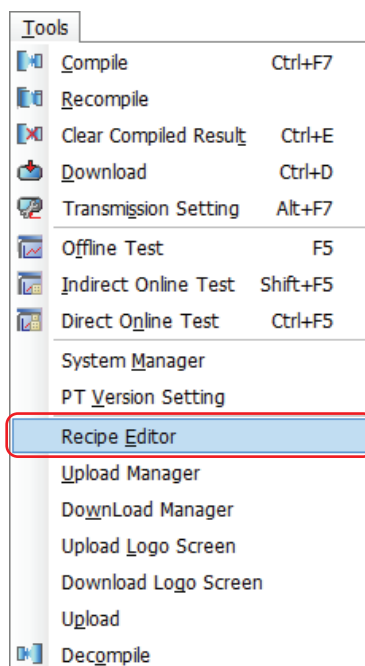 Tools
Compile Ctrl+F7
Recompile
Clear Compiled Result Ctrl+E
Download Ctrl+D
Transmission Setting Alt+F7
Offline Test F5
Indirect Online Test Shift+F5
Direct Online Test Ctrl+F5
System Manager
PT Version Setting
Recipe Editor
Upload Manager
DownLoad Manager
Upload Logo Screen
Download Logo Screen
Upload
Decompile